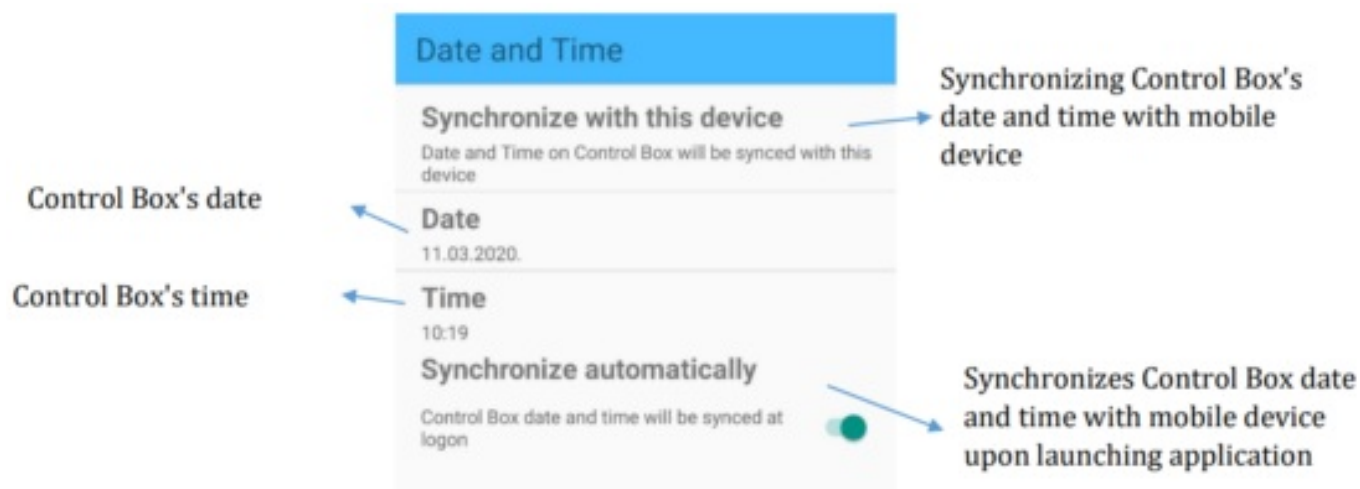 Date and Time
Synchronize with this device
Date and Time on Control Box will be synced with this
device
Synchronizing Control Box's
date and time with mobile
device
Control Box's date
Date
11.03.2020.
Control Box's time
Time
10:19
Synchronize automatically
Control Box date and time will be synced at
logon
Synchronizes Control Box date
and time with mobile device
upon launching application